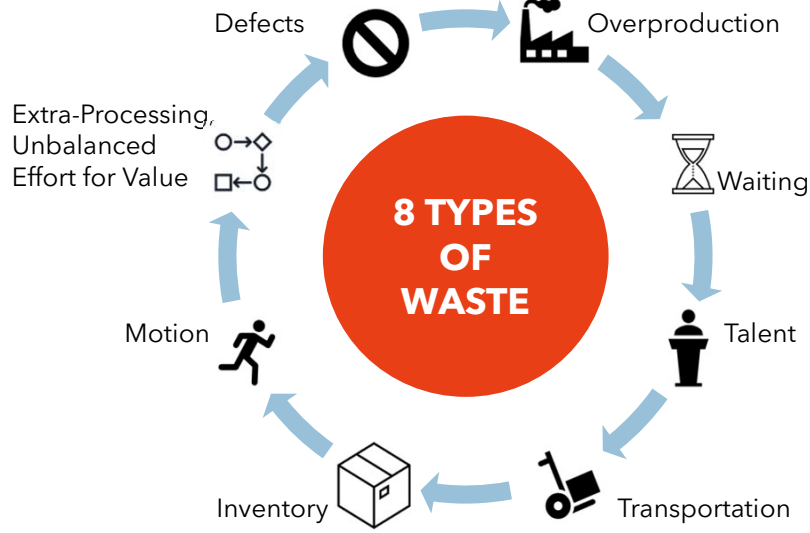 Defects
Overproduction
Extra-Processing,
Unbalanced
Effort for Value
Waiting
8 TYPES
OF
WASTE
Motion
Talent
Inventory
Transportation